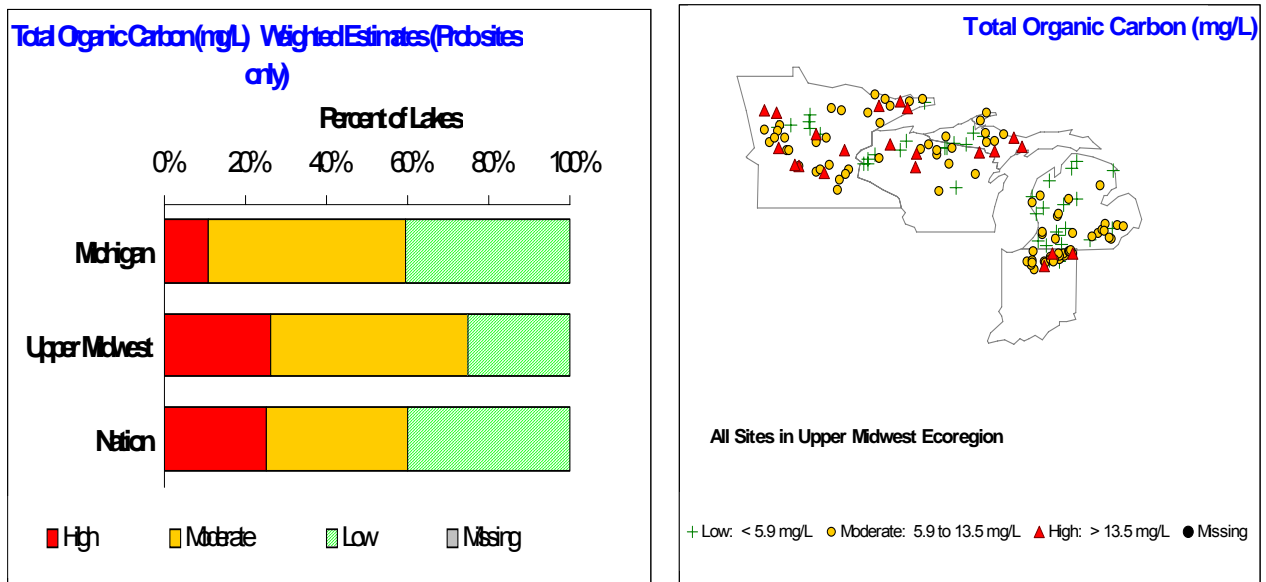 Total Organic Carbon (mg/L) Weighted Estimates (Prob sites
only)
Percent of Lakes
0% 20% 40% 60% 80% 100%
Michigan
Upper Midwest
Nation
High Moderate Low Missing
Total Organic Carbon (mg/L)
All Sites in Upper Midwest Ecoregion
Low: < 5.9 mg/L Moderate: 5.9 to 13.5 mg/L High: > 13.5 mg/L Missing